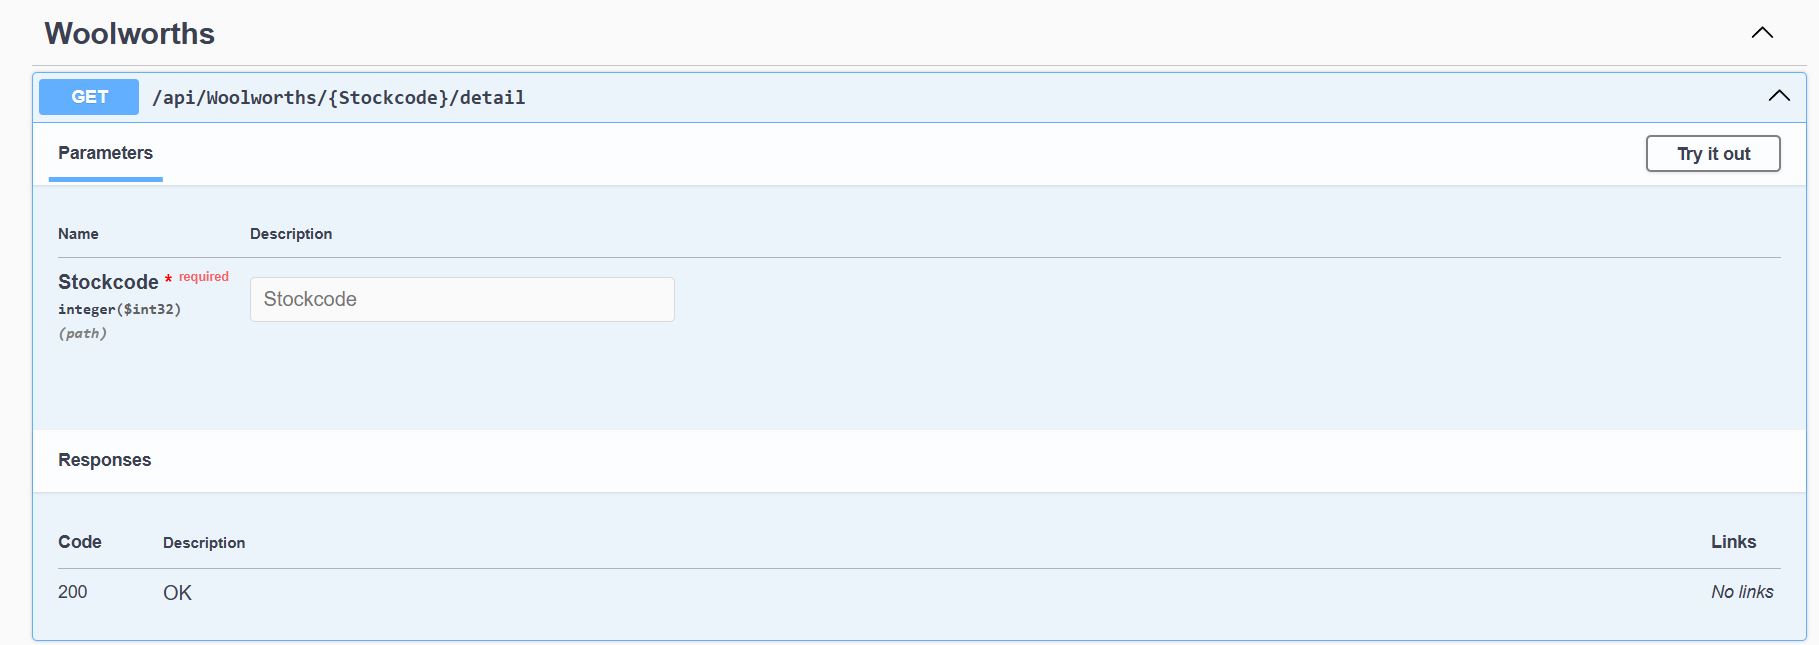 Woolworths
GET /api/Woolworths/{Stockcode}/detail
Parameters
Try it out
Name Description
Stockcode * required
integer($int32)
(path)
Stockcode
Responses
Code Description Links
200 OK No links